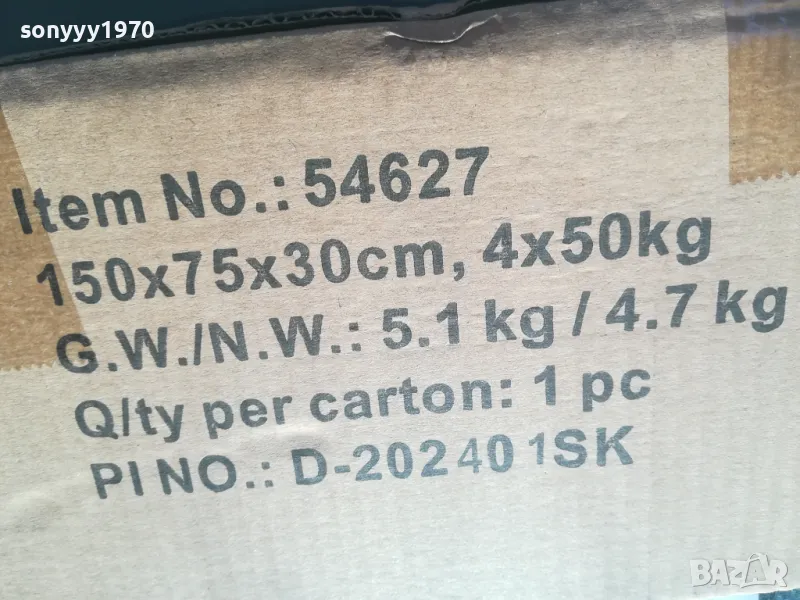 sonyyy1970
Item No.: 54627
150x75x30cm, 4x50kg
G.W./N.W.: 5.1 kg / 4.7 kg
Q/ty per carton: 1 pc
PI NO.: D-202401SK
BAZAR